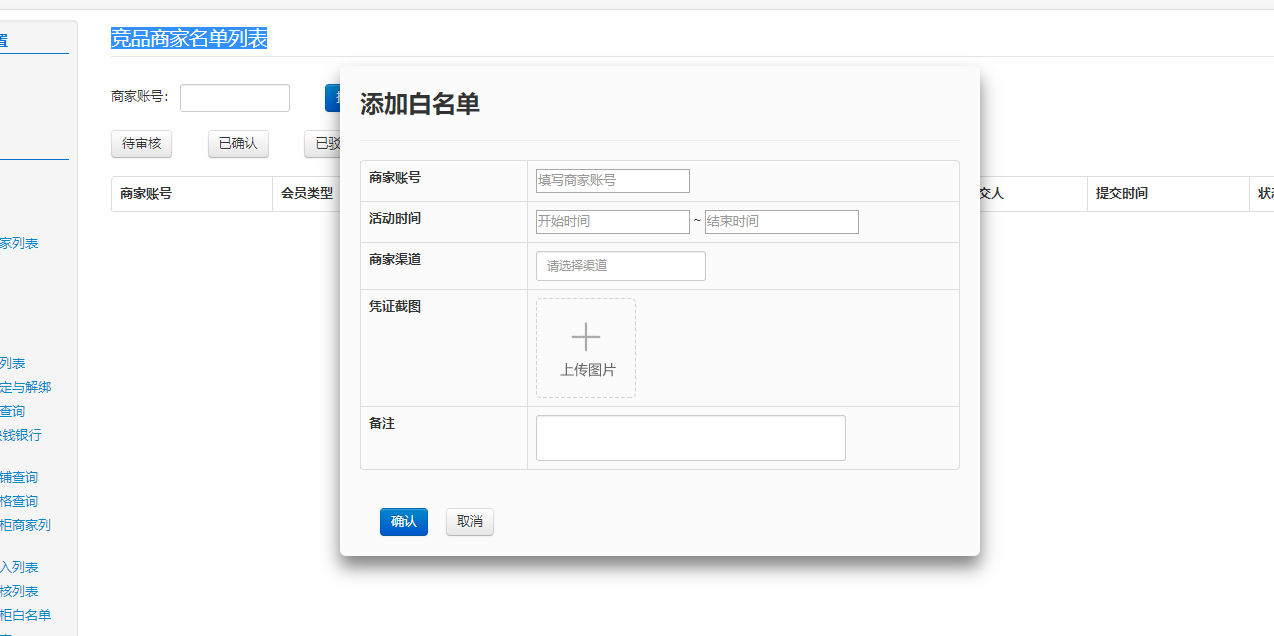 置
竞品商家名单列表
商家账号：
待审核
已确认
已驳
商家账号
会员类型
交人
提交时间
状态
添加白名单
商家账号
填写商家账号
活动时间
开始时间 ~ 结束时间
商家渠道
请选择渠道
凭证截图
上传图片
备注
确认
取消
家列表
列表
定与解绑
查询
快钱银行
铺查询
格查询
柜商家列
入列表
核列表
柜白名单